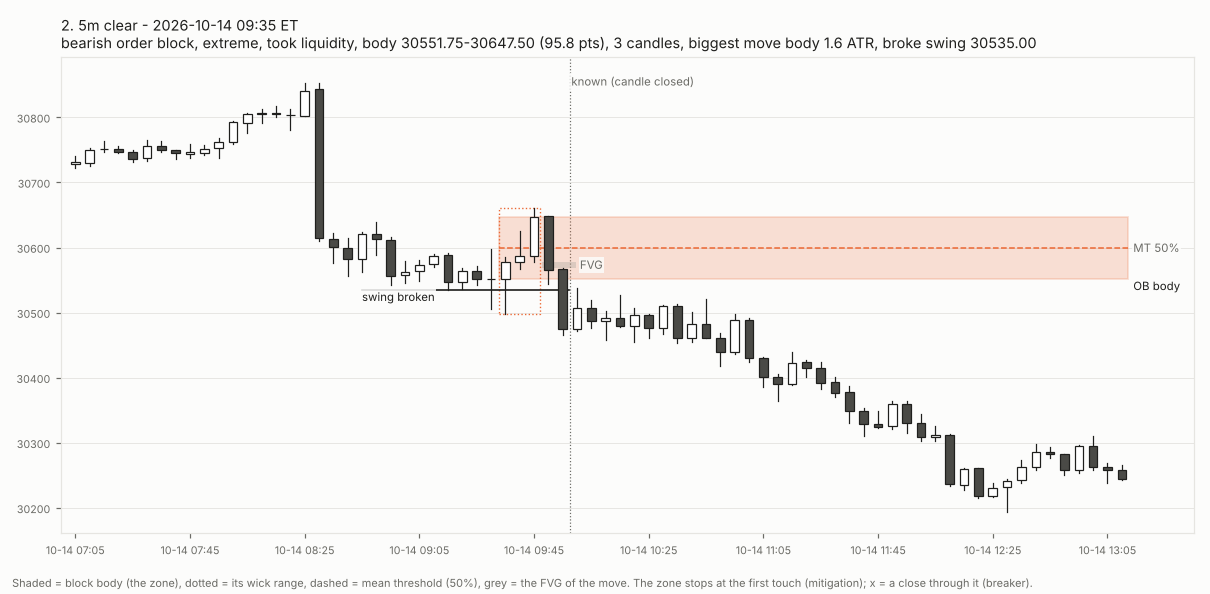 2. 5m clear - 2026-10-14 09:35 ET
bearish order block, extreme, took liquidity, body 30551.75-30647.50 (95.8 pts), 3 candles, biggest move body 1.6 ATR, broke swing 30535.00
known (candle closed)
30800
30700
30600
30500
30400
30300
30200
MT 50%
FVG
OB body
swing broken
10-14 07:05
10-14 07:45
10-14 08:25
10-14 09:05
10-14 09:45
10-14 10:25
10-14 11:05
10-14 11:45
10-14 12:25
10-14 13:05
Shaded = block body (the zone), dotted = its wick range, dashed = mean threshold (50%), grey = the FVG of the move. The zone stops at the first touch (mitigation); x = a close through it (breaker).